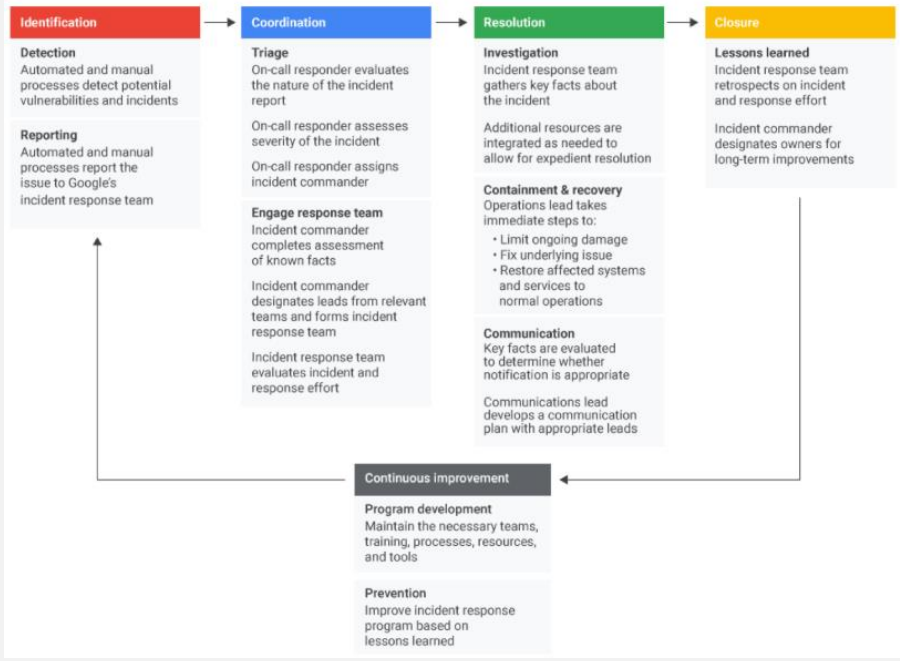 Identification
Detection
Automated and manual
processes detect potential
vulnerabilities and incidents
Reporting
Automated and manual
processes report the
issue to Google's
incident response team
Coordination
Triage
On-call responder evaluates
the nature of the incident
report
On-call responder assesses
severity of the incident
On-call responder assigns
incident commander
Engage response team
Incident commander
completes assessment
of known facts
Incident commander
designates leads from relevant
teams and forms incident
response team
Incident response team
evaluates incident and
response effort
Resolution
Investigation
Incident response team
gathers key facts about
the incident
Additional resources are
integrated as needed to
allow for expedient resolution
Containment & recovery
Operations lead takes
immediate steps to:
• Limit ongoing damage
• Fix underlying issue
• Restore affected systems
and services to
normal operations
Communication
Key facts are evaluated
to determine whether
notification is appropriate
Communications lead
develops a communication
plan with appropriate leads
Closure
Lessons learned
Incident response team
retrospects on incident
and response effort
Incident commander
designates owners for
long-term improvements
Continuous improvement
Program development
Maintain the necessary teams,
training, processes, resources,
and tools
Prevention
Improve incident response
program based on
lessons learned